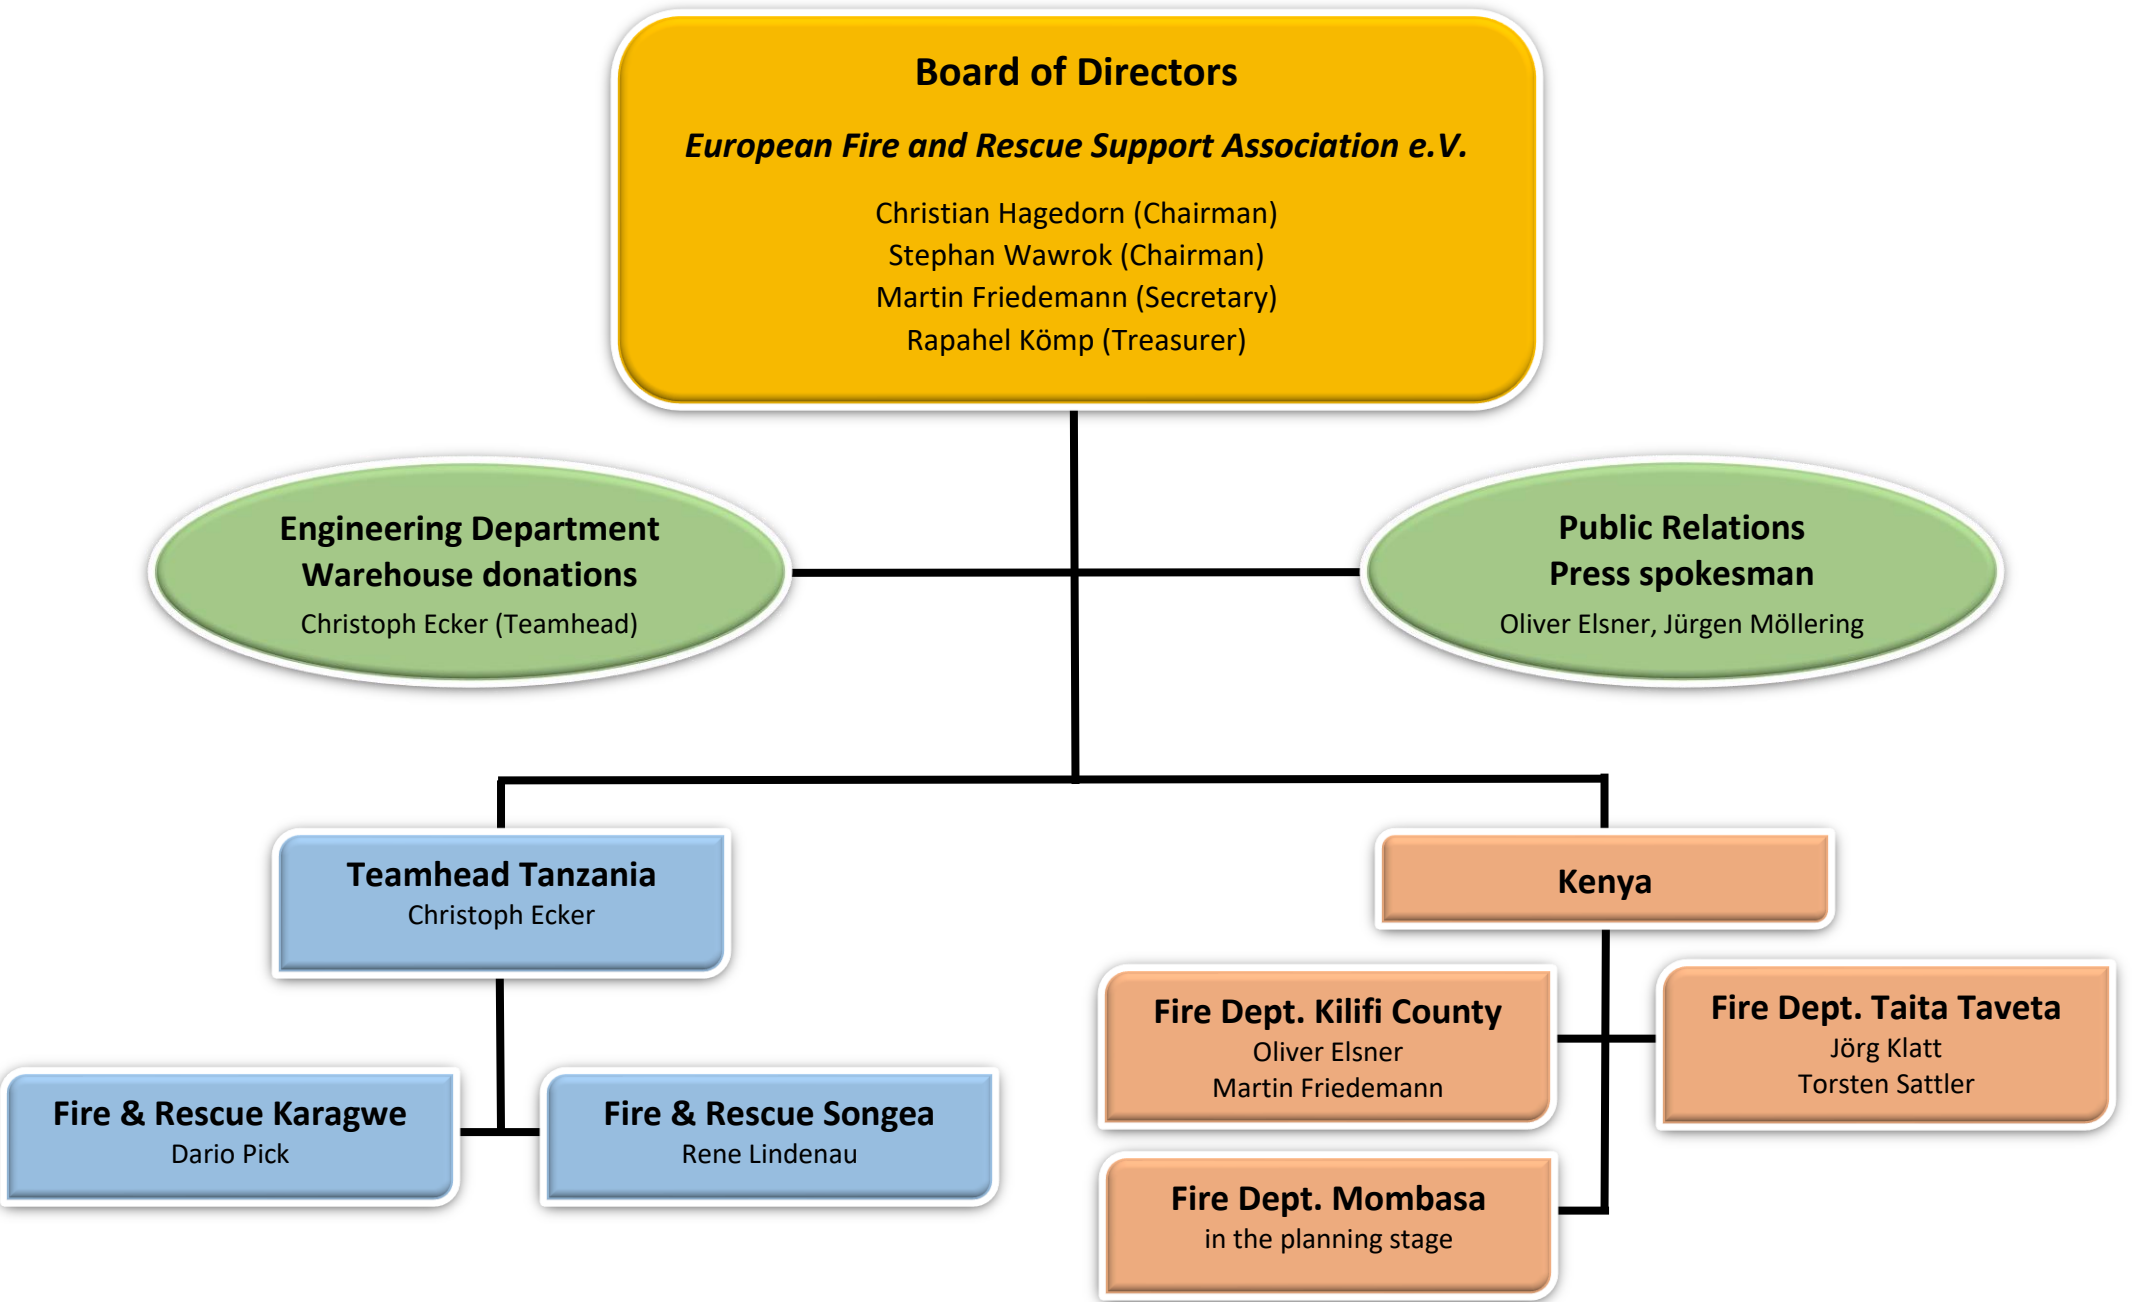 Board of Directors
European Fire and Rescue Support Association e.V.
Christian Hagedorn (Chairman)
Stephan Wawrok (Chairman)
Martin Friedemann (Secretary)
Rapahel Kömp (Treasurer)
Engineering Department
Warehouse donations
Christoph Ecker (Teamhead)
Public Relations
Press spokesman
Oliver Elsner, Jürgen Möllering
Teamhead Tanzania
Christoph Ecker
Kenya
Fire Dept. Kilifi County
Oliver Elsner
Martin Friedemann
Fire Dept. Taita Taveta
Jörg Klatt
Torsten Sattler
Fire & Rescue Karagwe
Dario Pick
Fire & Rescue Songea
Rene Lindenau
Fire Dept. Mombasa
in the planning stage